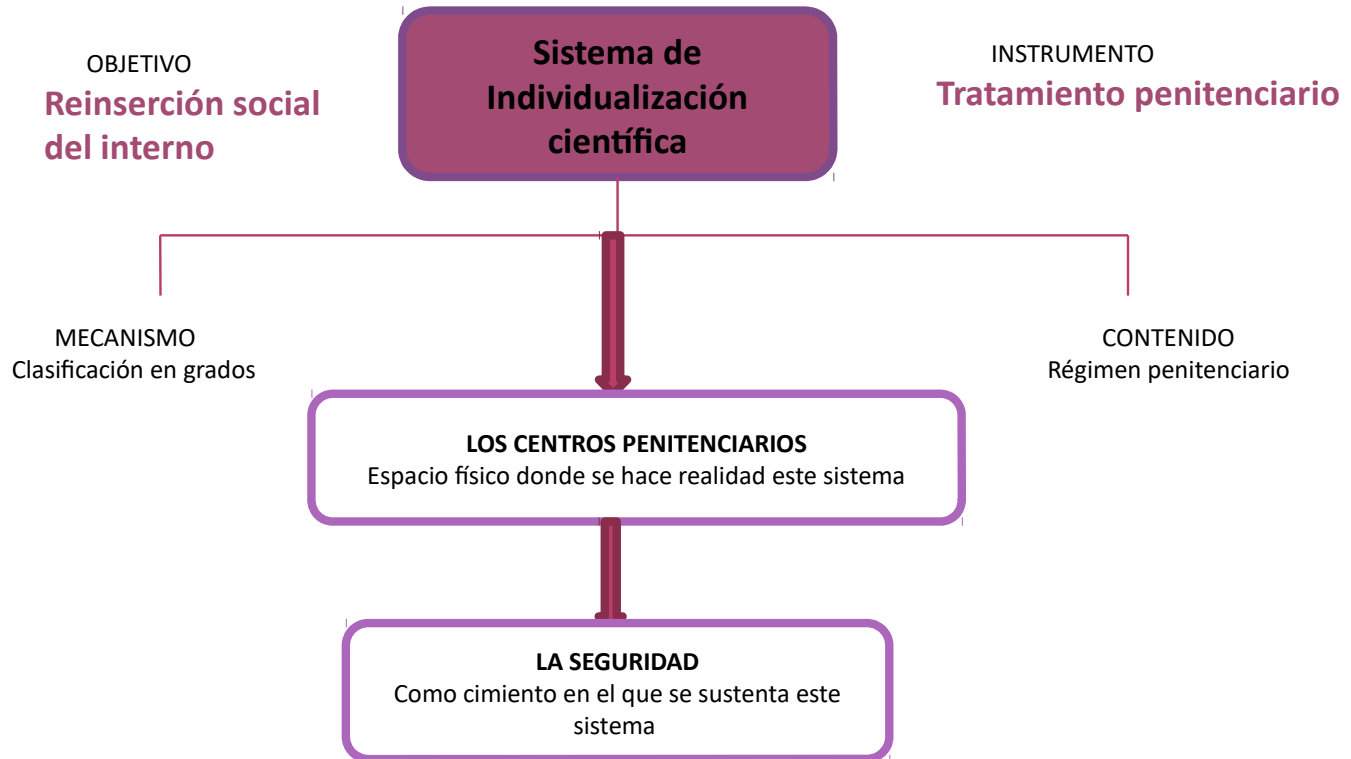 OBJETIVO
Reinserción social
del interno
Sistema de
Individualización
científica
INSTRUMENTO
Tratamiento penitenciario
MECANISMO
Clasificación en grados
CONTENIDO
Régimen penitenciario
LOS CENTROS PENITENCIARIOS
Espacio físico donde se hace realidad este sistema
LA SEGURIDAD
Como cimiento en el que se sustenta este
sistema